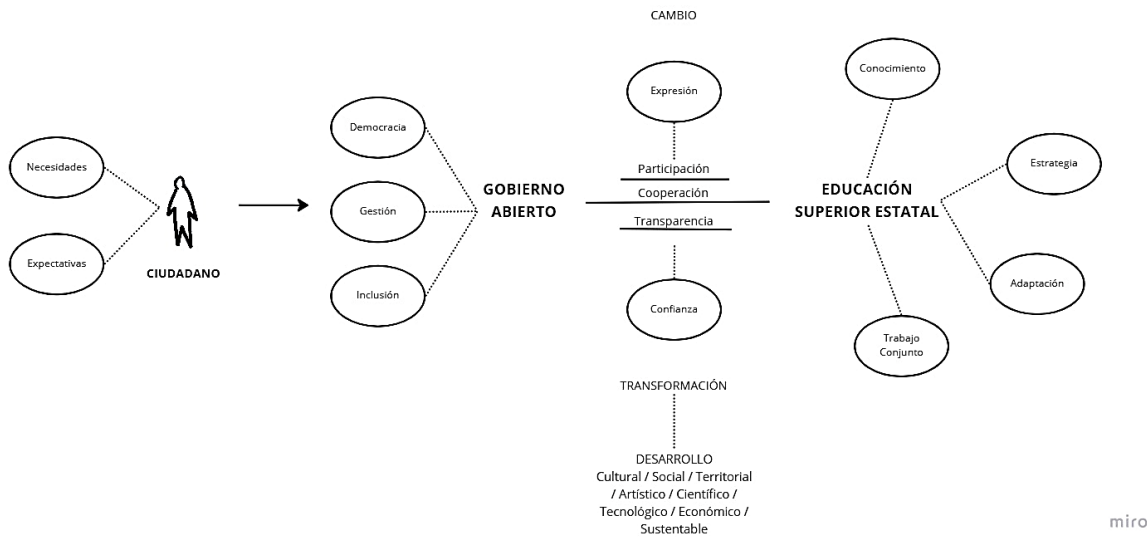 Necesidades
Expectativas
CIUDADANO
Democracia
Gestión
Inclusión
GOBIERNO
ABIERTO
CAMBIO
Expresión
Participación
Cooperación
Transparencia
Confianza
TRANSFORMACIÓN
DESARROLLO
Cultural / Social / Territorial
/ Artístico / Científico /
Tecnológico / Económico /
Sustentable
EDUCACIÓN
SUPERIOR ESTATAL
Conocimiento
Estrategia
Adaptación
Trabajo
Conjunto
miro